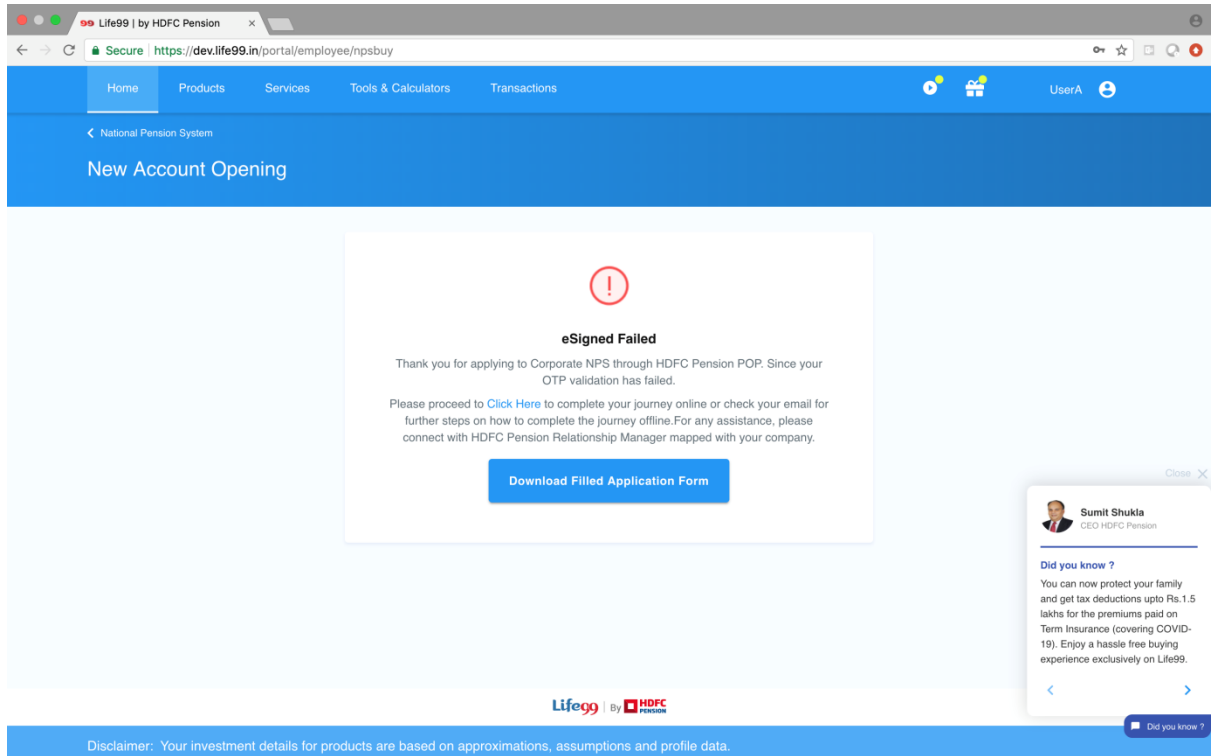 99 Life99 | by HDFC Pension ×
Secure | https://dev.life99.in/portal/employee/npsbuy
Home Products Services Tools & Calculators Transactions UserA
National Pension System
New Account Opening
!
eSigned Failed
Thank you for applying to Corporate NPS through HDFC Pension POP. Since your
OTP validation has failed.
Please proceed to Click Here to complete your journey online or check your email for
further steps on how to complete the journey offline.For any assistance, please
connect with HDFC Pension Relationship Manager mapped with your company.
Download Filled Application Form
Close ×
Sumit Shukla
CEO HDFC Pension
Did you know ?
You can now protect your family
and get tax deductions upto Rs.1.5
lakhs for the premiums paid on
Term Insurance (covering COVID-
19). Enjoy a hassle free buying
experience exclusively on Life99.
Life99 | By HDFC PENSION
Did you know ?
Disclaimer: Your investment details for products are based on approximations, assumptions and profile data.